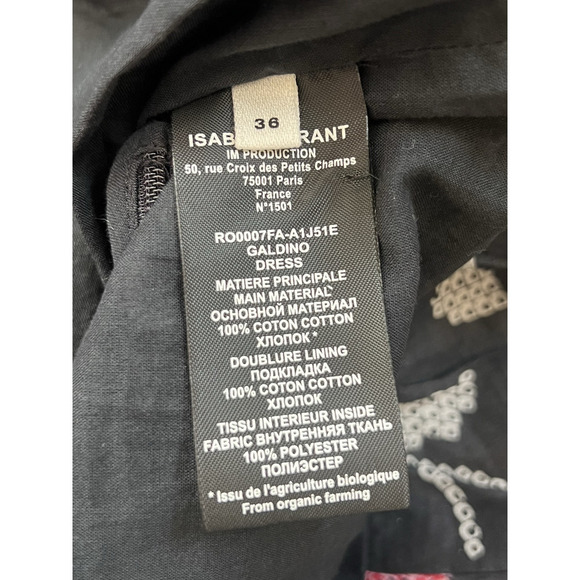 36
ISAB RANT
IM PRODUCTION
50, rue Croix des Petits Champs
75001 Paris
France
N°1501
RO0007FA-A1J51E
GALDINO
DRESS
MATIERE PRINCIPALE
MAIN MATERIAL
ОСНОВНОЙ МАТЕРИАЛ
100% COTON COTTON
ХЛОПОК *
DOUBLURE LINING
ПОДКЛАДКА
100% COTON COTTON
ХЛОПОК
TISSU INTERIEUR INSIDE
FABRIC ВНУТРЕННЯЯ ТКАНЬ
100% POLYESTER
ПОЛИЭСТЕР
* Issu de l'agriculture biologique
From organic farming